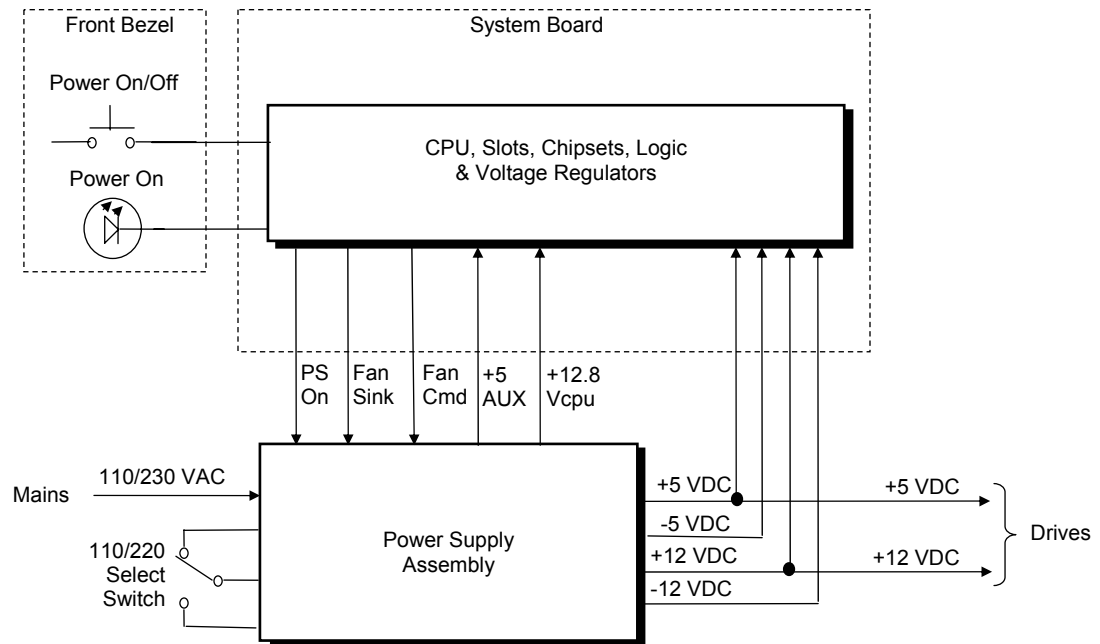 Front Bezel
System Board
Power On/Off
Power On
CPU, Slots, Chipsets, Logic
& Voltage Regulators
PS
On
Fan
Sink
Fan
Cmd
+5
AUX
+12.8
Vcpu
Mains
110/230 VAC
110/220
Select
Switch
Power Supply
Assembly
+5 VDC
-5 VDC
+12 VDC
-12 VDC
+5 VDC
+12 VDC
Drives